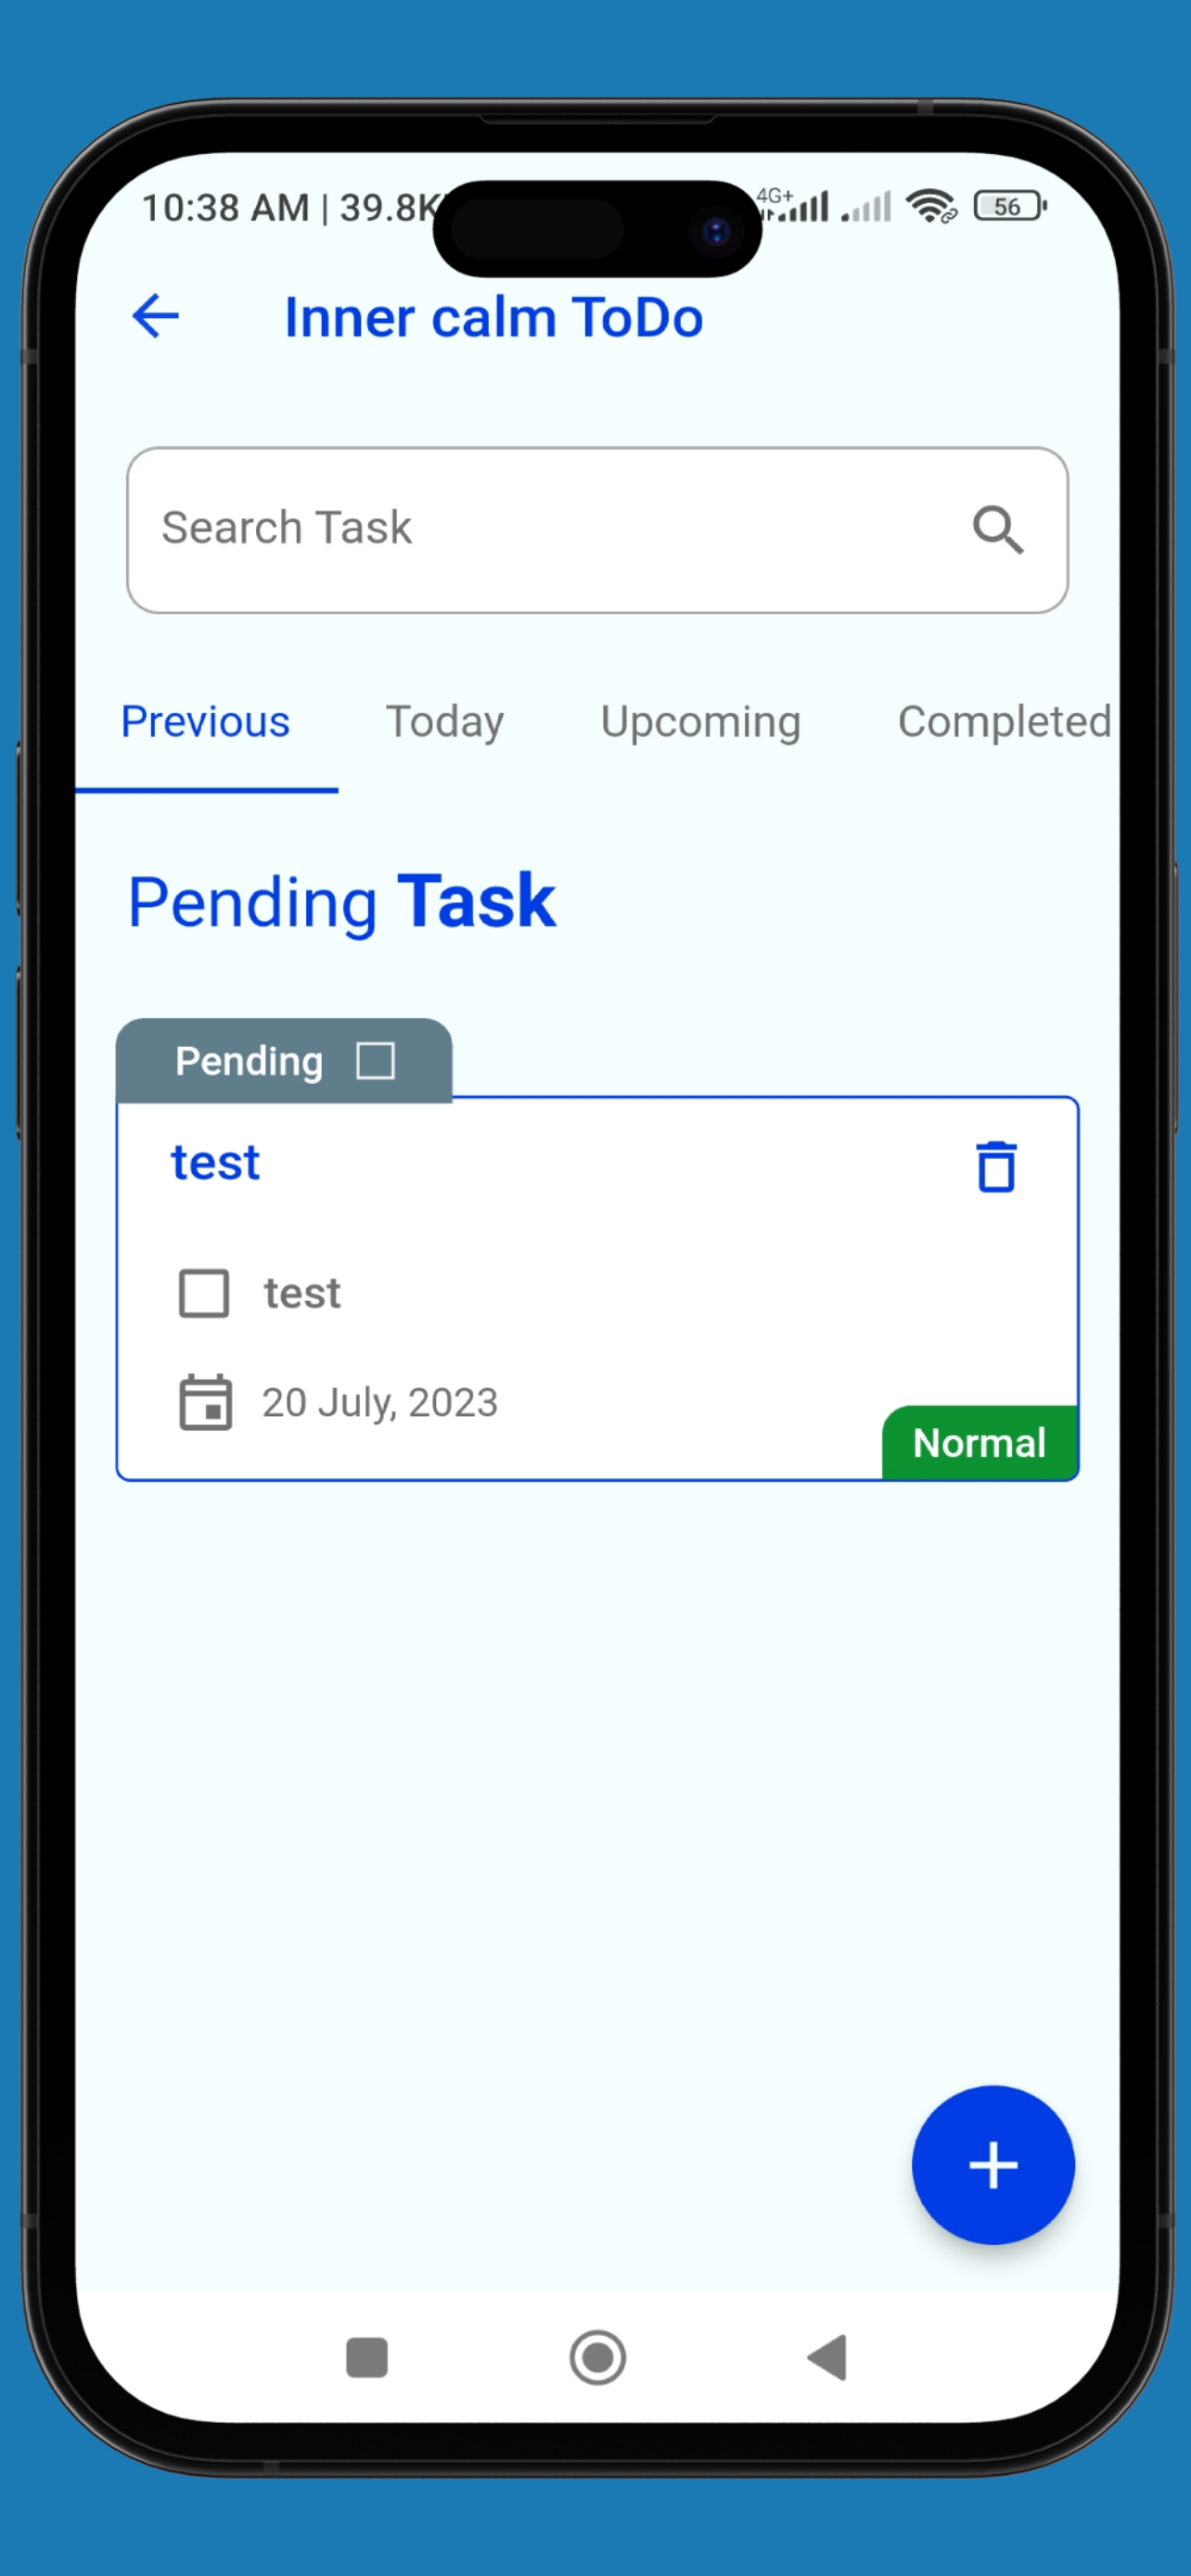 10:38 AM | 39.8K
4G+
56
Inner calm ToDo
Search Task
Previous Today Upcoming Completed
Pending Task
Pending
test
test
20 July, 2023
Normal